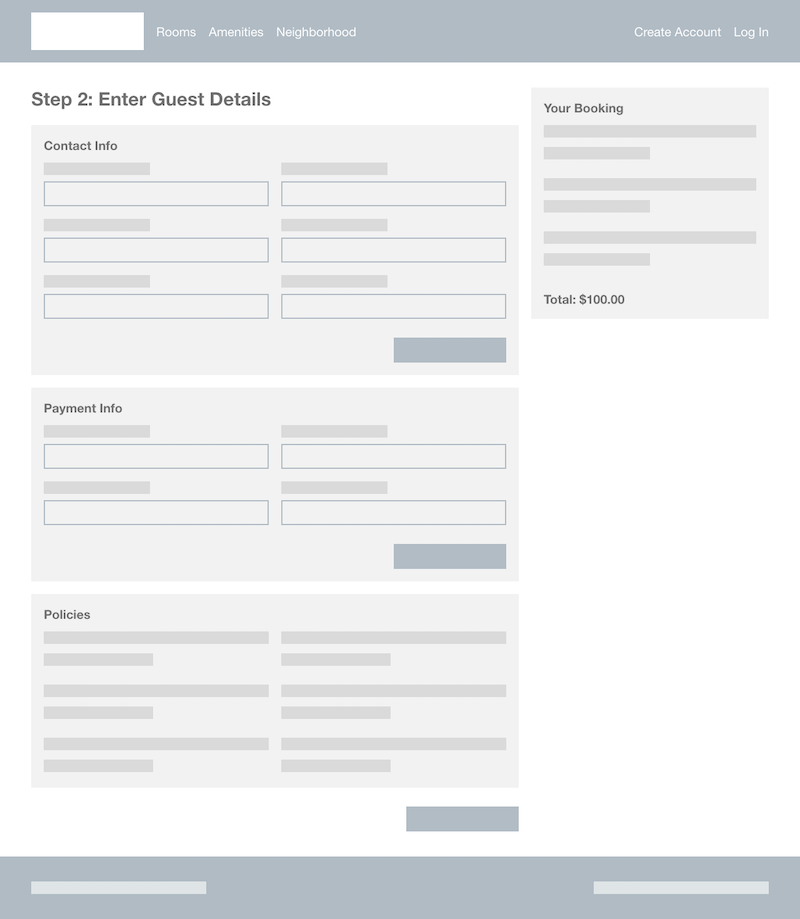 Rooms Amenities Neighborhood Create Account Log In
Step 2: Enter Guest Details
Contact Info
Payment Info
Policies
Your Booking
Total: $100.00